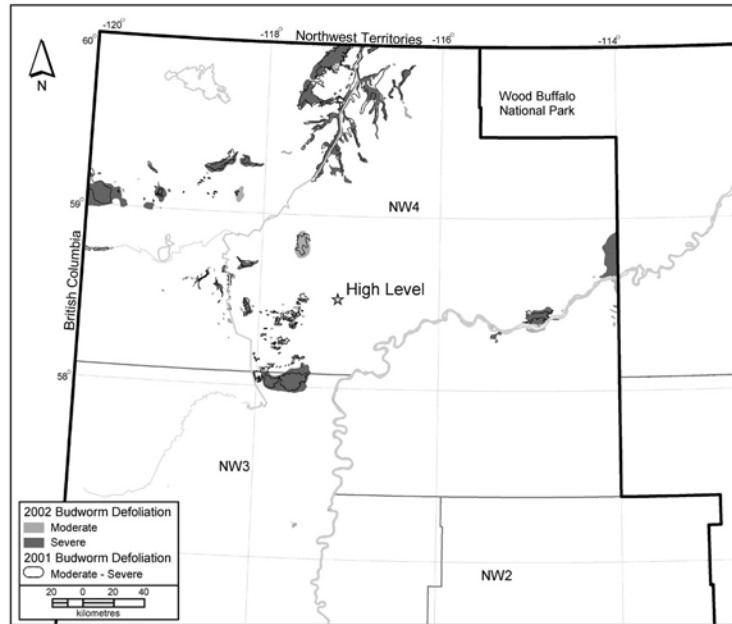 -120°
-118°
Northwest Territories
-116°
-114°
60°
N
Wood Buffalo
National Park
59°
NW4
British Columbia
High Level
58°
NW3
2002 Budworm Defoliation
Moderate
Severe
2001 Budworm Defoliation
Moderate - Severe
20 0 20 40
kilometres
NW2